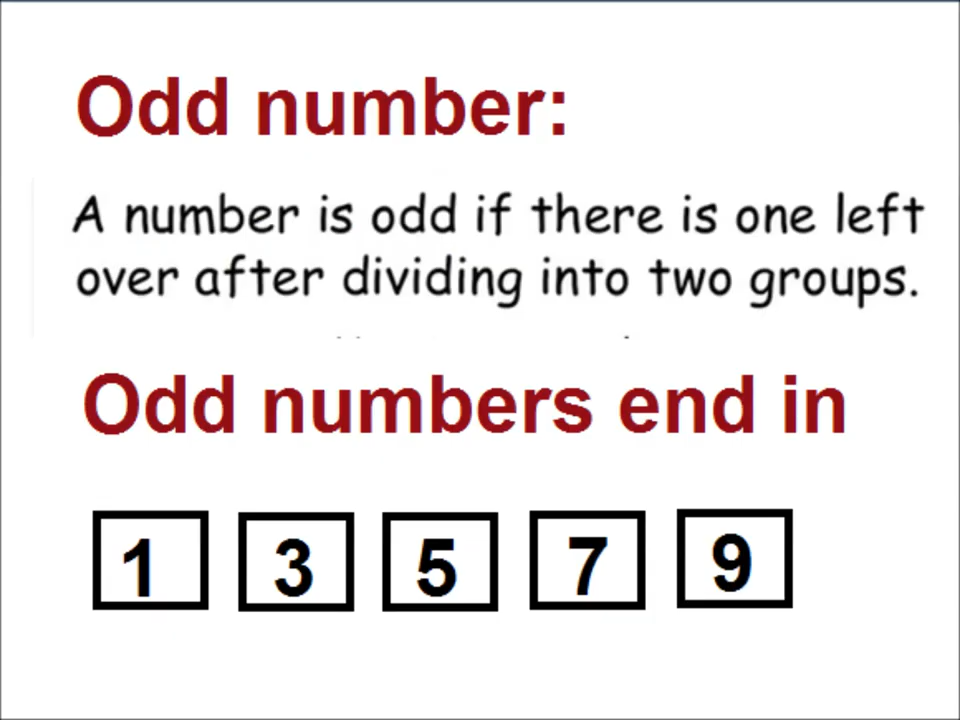 Odd number:
A number is odd if there is one left
over after dividing into two groups.
Odd numbers end in
1 3 5 7 9